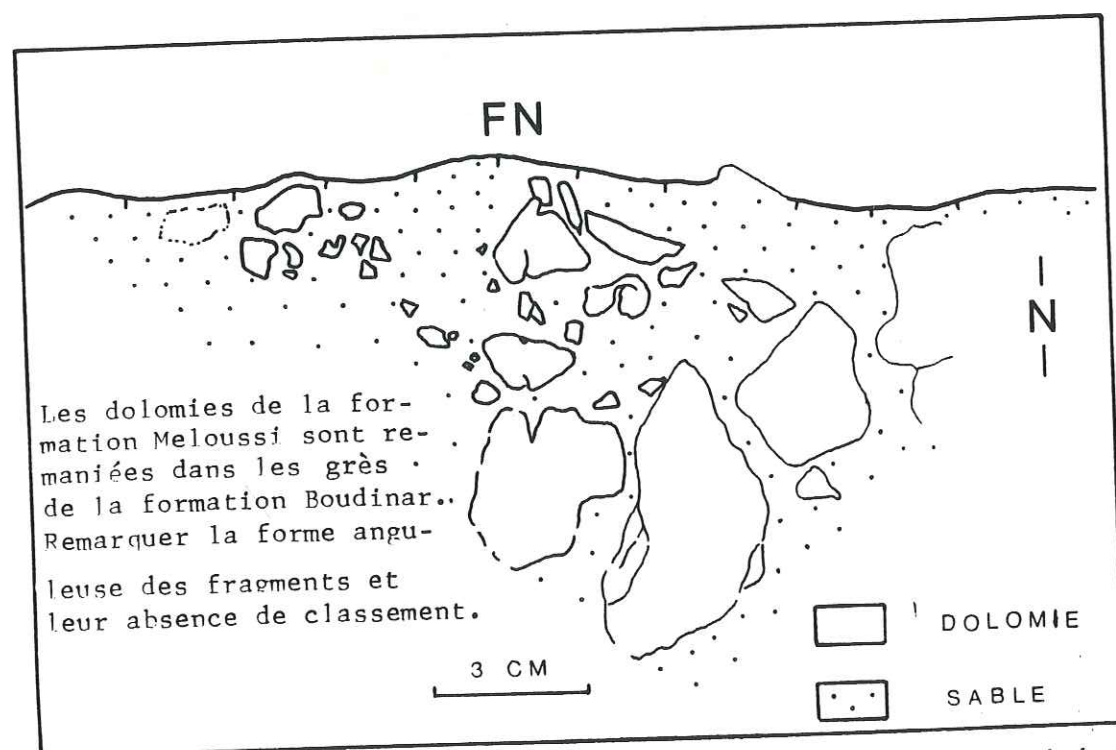 FN
N
Les dolomies de la for-
mation Meloussi sont re-
maniées dans les grès
de la formation Boudinar..
Remarquer la forme angu-
leuse des fragments et
leur absence de classement.
3 CM
DOLOMIE
SABLE